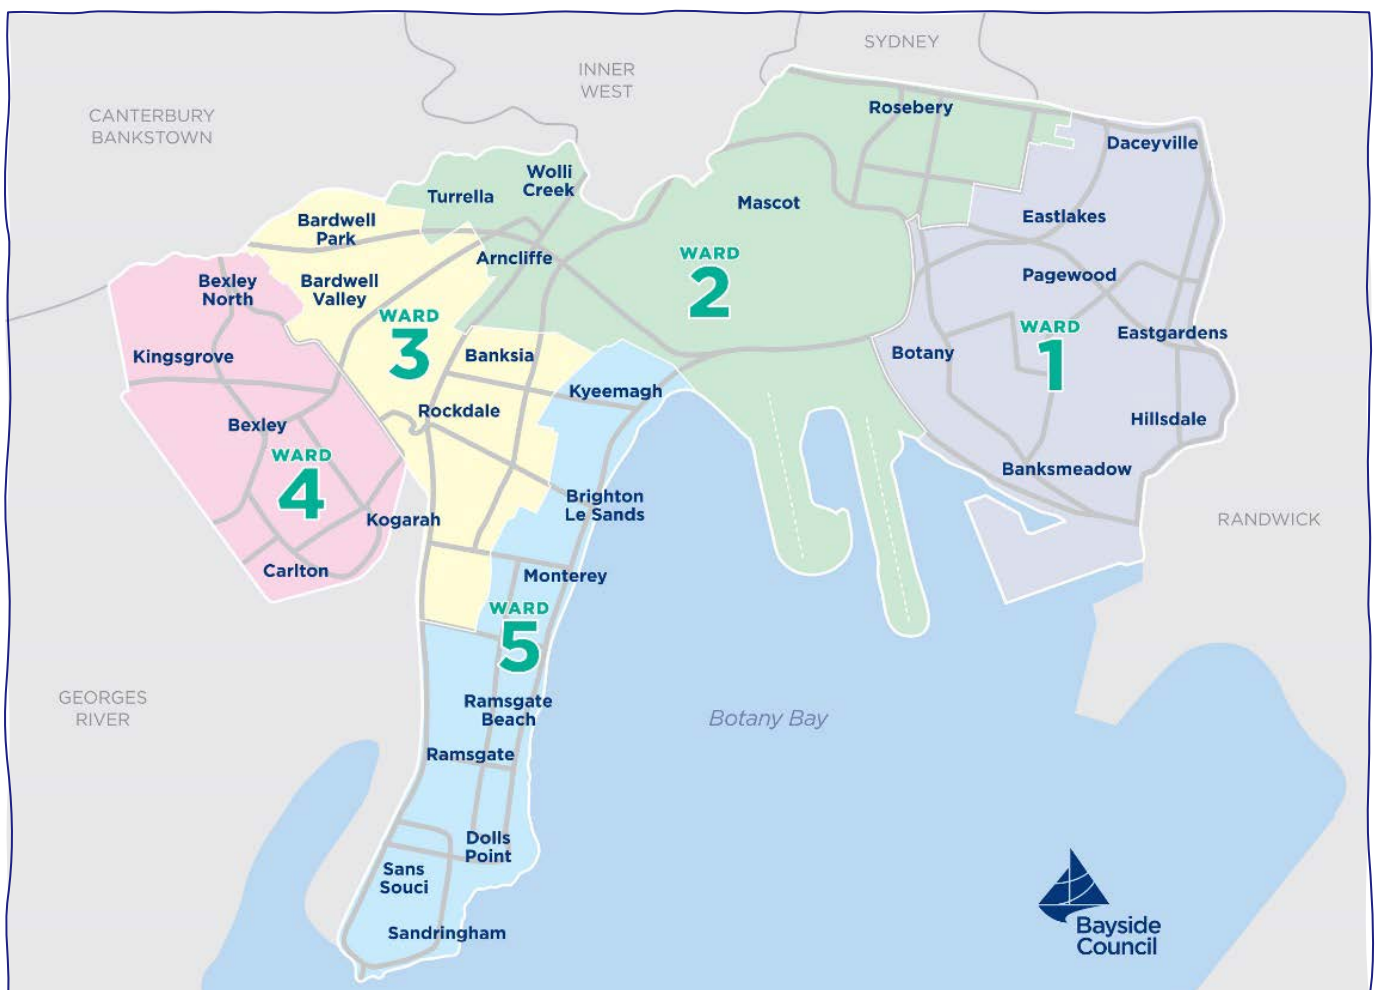 SYDNEY
INNER
WEST
CANTERBURY
BANKSTOWN
Rosebery
Daceyville
Wolli
Creek
Turrella
Mascot
Bardwell
Park
Eastlakes
Arncliffe
WARD
2
Pagewood
Bexley
North
Bardwell
Valley
WARD
3
WARD
1
Eastgardens
Kingsgrove
Banksia
Botany
Kyeemagh
Rockdale
Hillsdale
Bexley
WARD
4
Banksmeadow
Brighton
Le Sands
Kogarah
RANDWICK
Carlton
Monterey
WARD
5
GEORGES
RIVER
Ramsgate
Beach
Botany Bay
Ramsgate
Dolls
Point
Sans
Souci
Sandringham
Bayside
Council